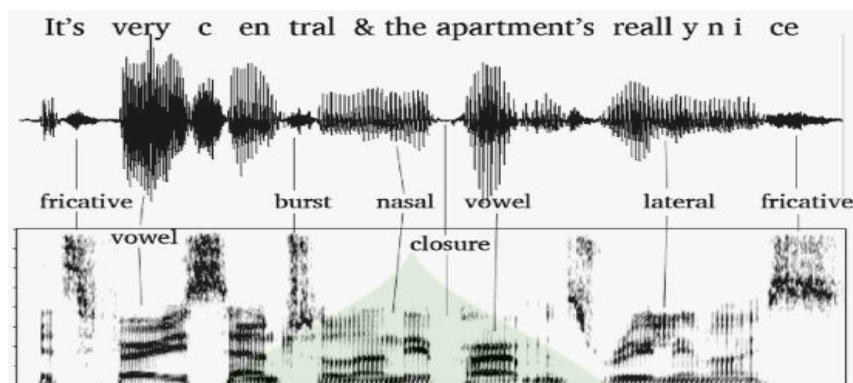 It's very c en tral & the apartment's reall y n i ce
fricative burst nasal vowel lateral fricative
vowel closure